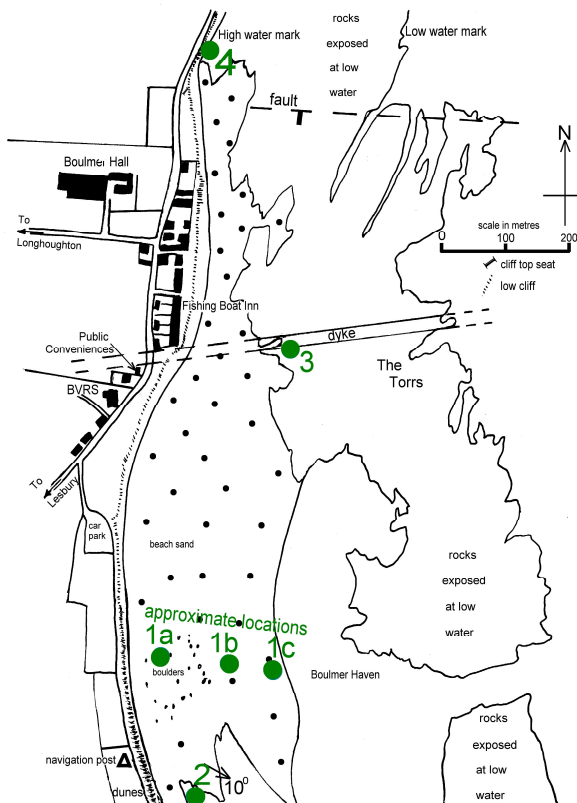 rocks
exposed
at low
water
High water mark
Low water mark
4
fault
N
Boulmer Hall
To
Longhoughton
scale in metres
0 100 200
cliff top seat
low cliff
Fishing Boat Inn
Public
Conveniences
dyke
3
The
Torrs
BVRS
To
Lesbury
car
park
beach sand
rocks
exposed
at low
water
approximate locations
1a 1b 1c
boulders
Boulmer Haven
rocks
exposed
at low
water
navigation post
2
10⁰
dunes